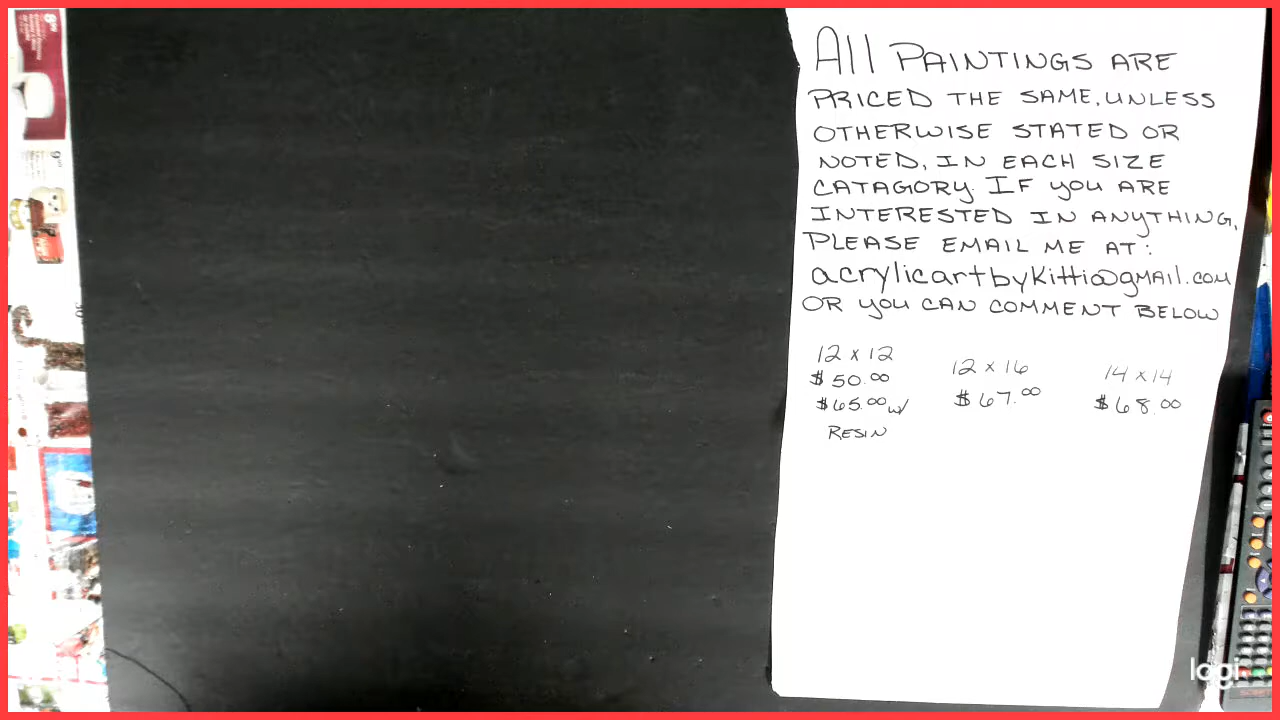 All PAINTINGS ARE
PRICED THE SAME, UNLESS
OTHERWISE STATED OR
NOTED, IN EACH SIZE
CATAGORY. IF YOU ARE
INTERESTED IN ANYTHING,
PLEASE EMAIL ME AT:
acrylicartbykitti@gmail.com
OR YOU CAN COMMENT BELOW
12 x 12
$50.00
$65.00 w/
RESIN
12 x 16
$67.00
14 x 14
$68.00
logi